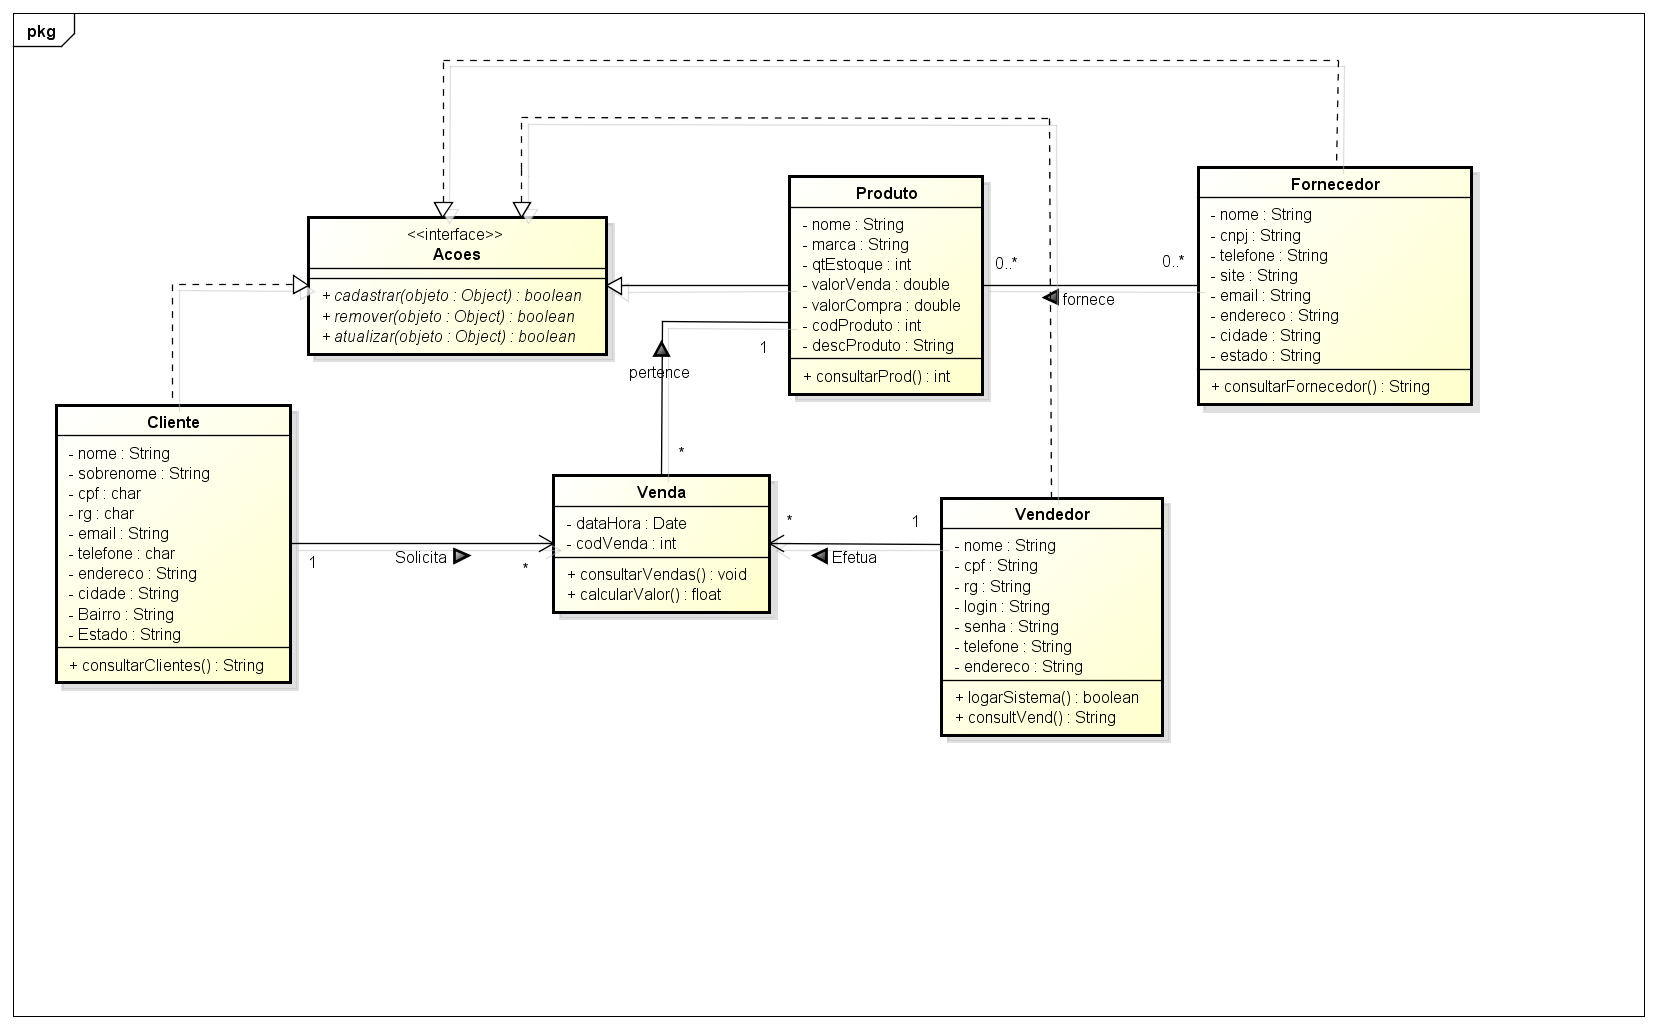 pkg
<<interface>>
Acoes
+ cadastrar(objeto : Object) : boolean
+ remover(objeto : Object) : boolean
+ atualizar(objeto : Object) : boolean
Produto
- nome : String
- marca : String
- qtEstoque : int
- valorVenda : double
- valorCompra : double
- codProduto : int
- descProduto : String
+ consultarProd() : int
0..*
0..*
fornece
Fornecedor
- nome : String
- cnpj : String
- telefone : String
- site : String
- email : String
- endereco : String
- cidade : String
- estado : String
+ consultarFornecedor() : String
1
pertence
*
Cliente
- nome : String
- sobrenome : String
- cpf : char
- rg : char
- email : String
- telefone : char
- endereco : String
- cidade : String
- Bairro : String
- Estado : String
+ consultarClientes() : String
1
Solicita
*
Venda
- dataHora : Date
- codVenda : int
+ consultarVendas() : void
+ calcularValor() : float
*
1
Efetua
Vendedor
- nome : String
- cpf : String
- rg : String
- login : String
- senha : String
- telefone : String
- endereco : String
+ logarSistema() : boolean
+ consultVend() : String